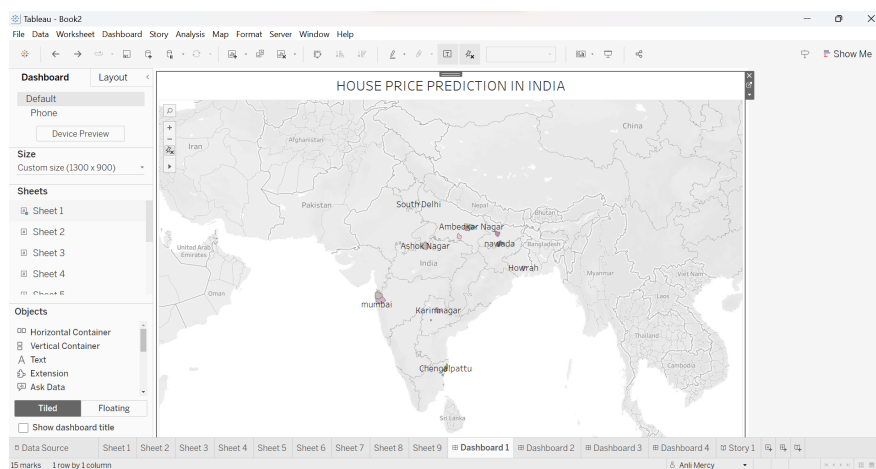 Tableau - Book2
File Data Worksheet Dashboard Story Analysis Map Format Server Window Help
Show Me
Dashboard Layout
Default
Phone
Device Preview
Size
Custom size (1300 x 900)
Sheets
Sheet 1
Sheet 2
Sheet 3
Sheet 4
Objects
Horizontal Container
Vertical Container
Text
Extension
Ask Data
Tiled Floating
Show dashboard title
HOUSE PRICE PREDICTION IN INDIA
China
Iran
Afghanistan
Pakistan
South Delhi
Nepal
Bhutan
Ambedkar Nagar
Ashok Nagar
nawada
Bangladesh
United Arab
Emirates
India
Howrah
Myanmar
Viet Nam
Oman
Laos
mumbai
Karimnagar
Thailand
Chengalpattu
Cambodia
Sri Lanka
Data Source Sheet 1 Sheet 2 Sheet 3 Sheet 4 Sheet 5 Sheet 6 Sheet 7 Sheet 8 Sheet 9 Dashboard 1 Dashboard 2 Dashboard 3 Dashboard 4 Story 1
15 marks 1 row by 1 column
Anli Mercy